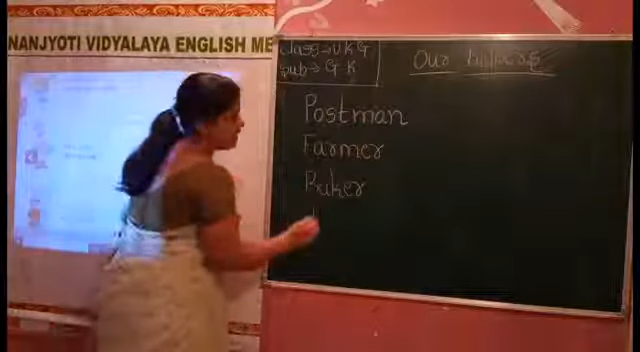 NANJYOTI VIDYALAYA ENGLISH ME
Class → U K G
Sub → G K
Our helpers
Postman
Farmer
Baker